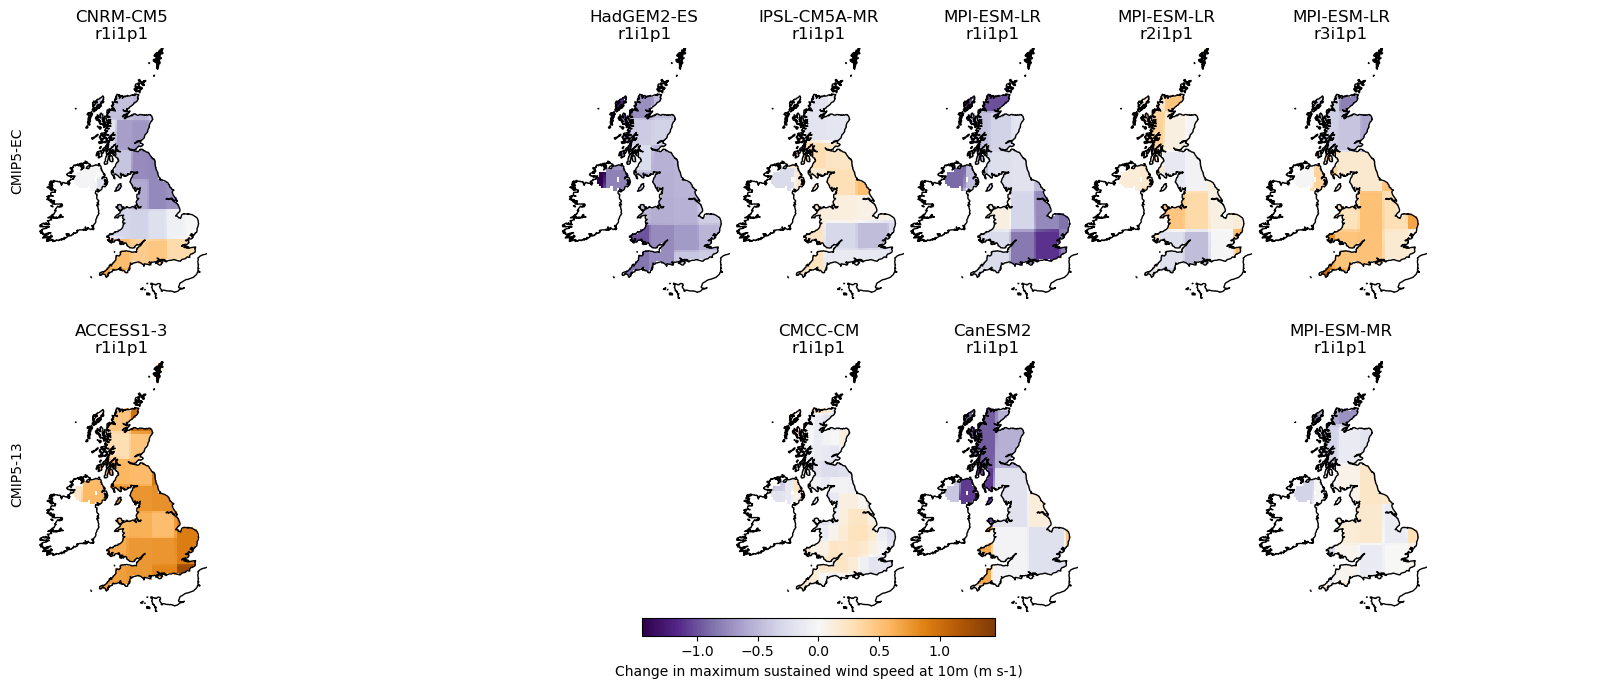 CNRM-CM5
r1i1p1
HadGEM2-ES
r1i1p1
IPSL-CM5A-MR
r1i1p1
MPI-ESM-LR
r1i1p1
MPI-ESM-LR
r2i1p1
MPI-ESM-LR
r3i1p1
CMIP5-EC
ACCESS1-3
r1i1p1
CMCC-CM
r1i1p1
CanESM2
r1i1p1
MPI-ESM-MR
r1i1p1
CMIP5-13
−1.0 −0.5 0.0 0.5 1.0
Change in maximum sustained wind speed at 10m (m s-1)